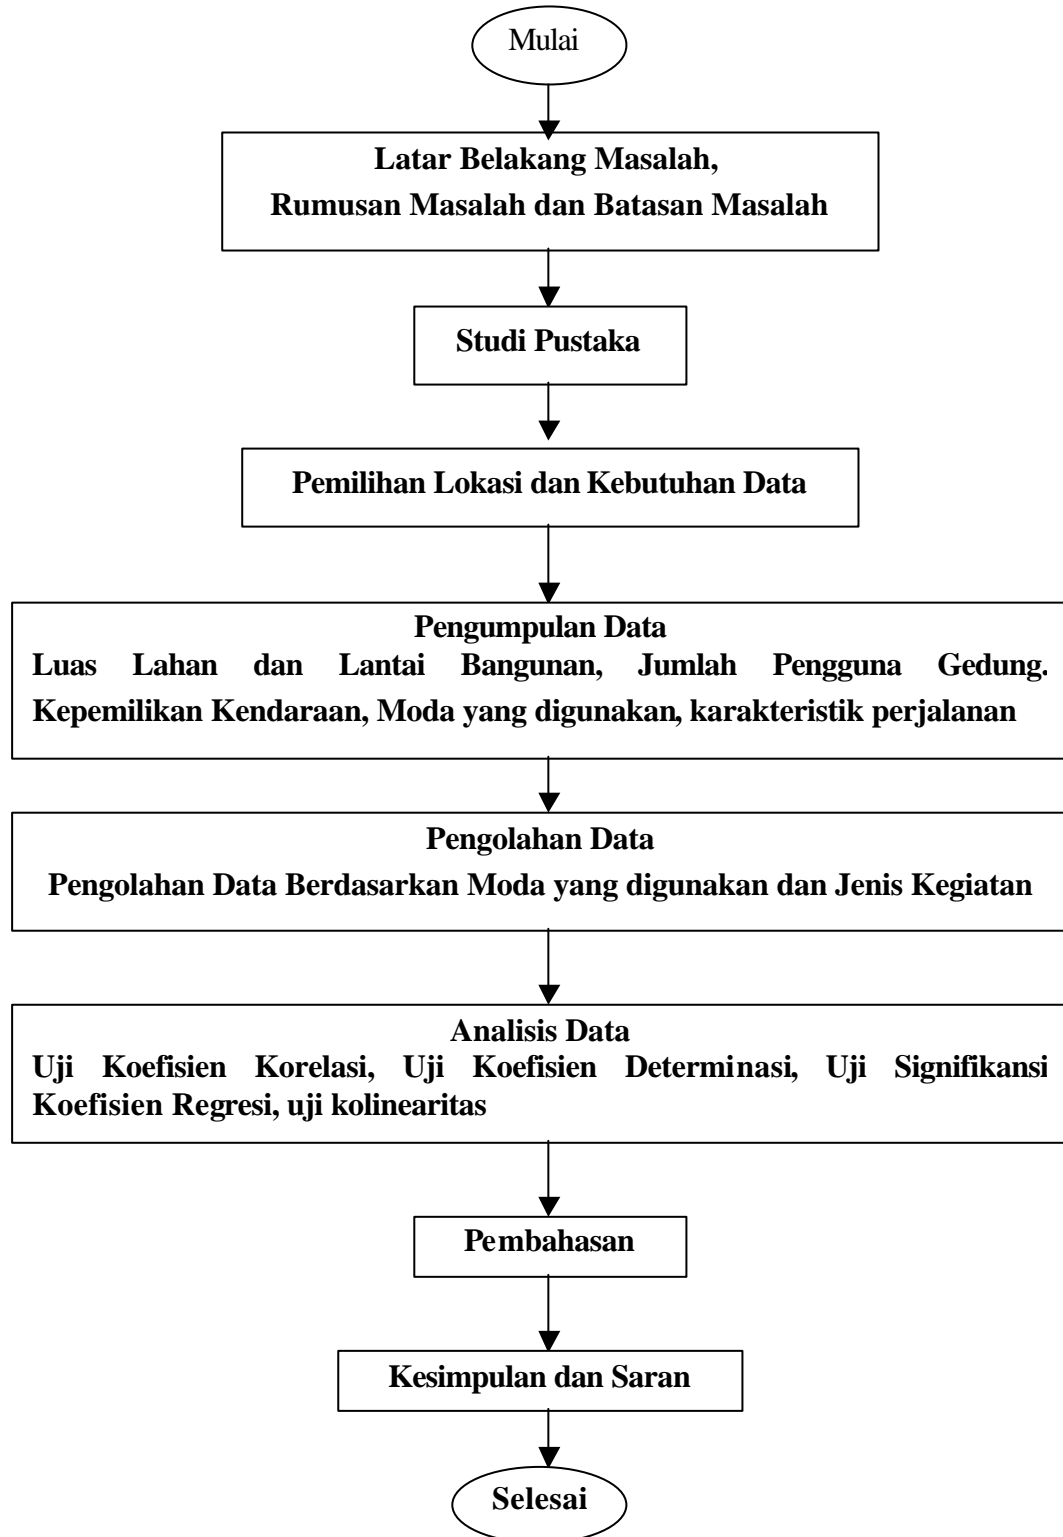 Mulai
Latar Belakang Masalah,
Rumusan Masalah dan Batasan Masalah
Studi Pustaka
Pemilihan Lokasi dan Kebutuhan Data
Pengumpulan Data
Luas Lahan dan Lantai Bangunan, Jumlah Pengguna Gedung.
Kepemilikan Kendaraan, Moda yang digunakan, karakteristik perjalanan
Pengolahan Data
Pengolahan Data Berdasarkan Moda yang digunakan dan Jenis Kegiatan
Analisis Data
Uji Koefisien Korelasi, Uji Koefisien Determinasi, Uji Signifikansi
Koefisien Regresi, uji kolinearitas
Pembahasan
Kesimpulan dan Saran
Selesai